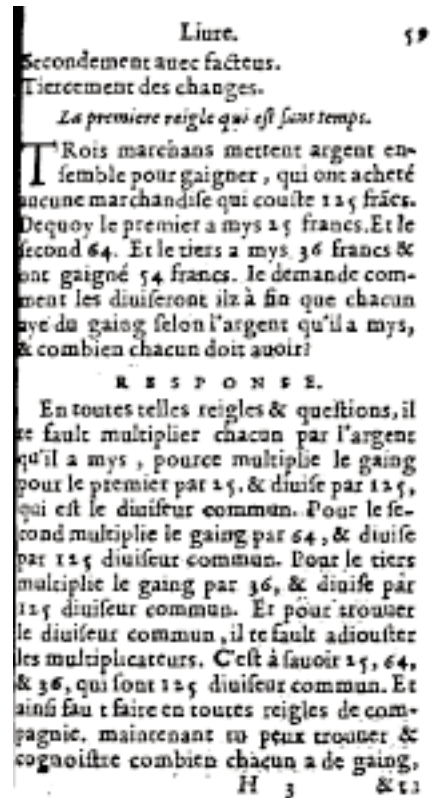 Liure. 59
Secondement auec facteus.
Tiercement des changes.
La premiere reigle qui est sans temps.
TRois marchans mettent argent en-
semble pour gaigner, qui ont acheté
aucune marchandise qui couste 125 frãcs.
Dequoy le premier a mys 25 francs. Et le
second 64. Et le tiers a mys 36 francs &
ont gaigné 54 francs. Ie demande com-
ment les diuiseront ilz à fin que chacun
aye du gaing selon l'argent qu'il a mys,
& combien chacun doit auoir?
RESPONSE.
En toutes telles reigles & questions, il
te fault multiplier chacun par l'argent
qu'il a mys, pource multiplie le gaing
pour le premier par 25. & diuise par 125,
qui est le diuiseur commun. Pour le se-
cond multiplie le gaing par 64, & diuise
par 125 diuiseur commun. Pour le tiers
multiplie le gaing par 36, & diuise par
125 diuiseur commun. Et pour trouuer
le diuiseur commun, il te fault adiouster
les multiplicateurs. C'est à sauoir 25, 64,
& 36, qui sont 125 diuiseur commun. Et
ainsi fau t faire en toutes reigles de com-
pagnie. maintenant tu peux trouuer &
cognoistre combien chacun a de gaing,
H 3